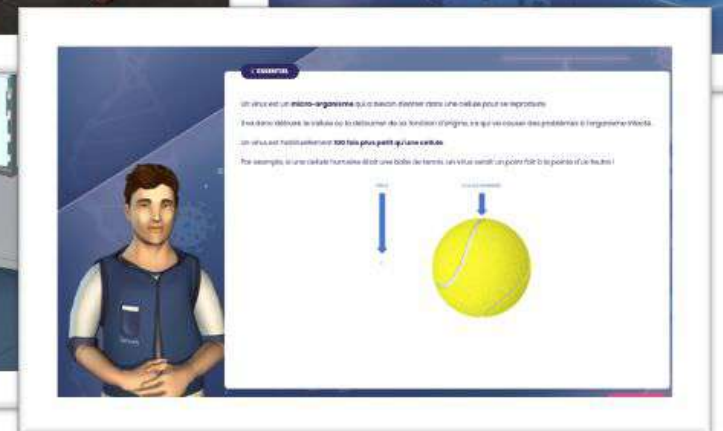 L'ESSENTIEL
Un virus est un micro-organisme qui a besoin d'entrer dans une cellule pour se reproduire.
Il va donc détruire la cellule ou la détourner de sa fonction d'origine, ce qui va causer des problèmes à l'organisme infecté.
Un virus est habituellement 100 fois plus petit qu'une cellule.
Par exemple, si une cellule humaine était une balle de tennis, un virus serait un point fait à la pointe d'un feutre !
VIRUS CELLULE HUMAINE